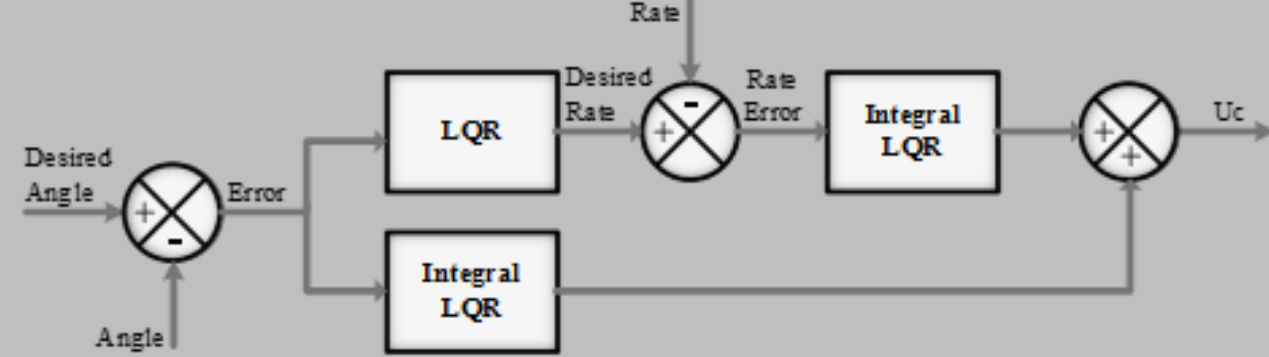 Rate
Desired
Rate
Rate
Error
LQR
Integral
LQR
Uc
Desired
Angle
Error
Integral
LQR
Angle
+
-
+
-
+
+